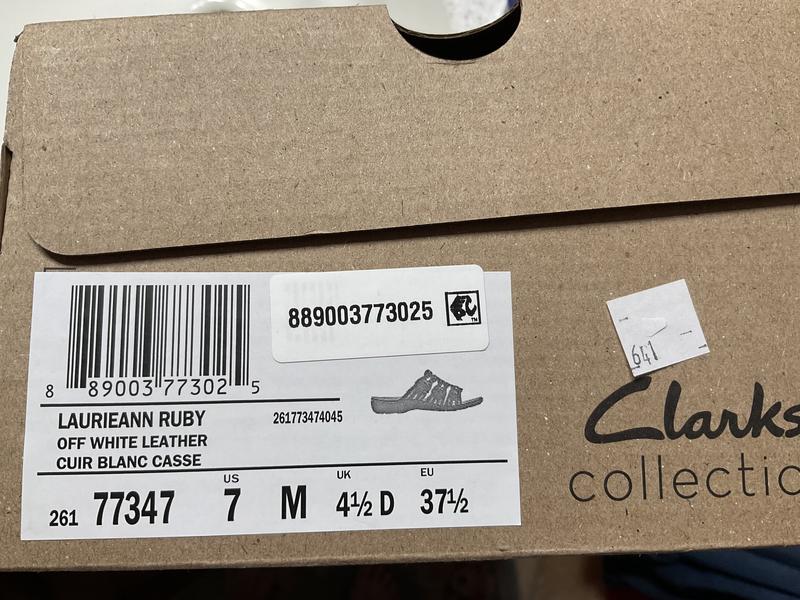 889003773025
TM
8 89003 77302 5
LAURIEANN RUBY
261773474045
OFF WHITE LEATHER
CUIR BLANC CASSE
US
UK
EU
261 77347 7 M 4½ D 37½
641
Clarks
collectio